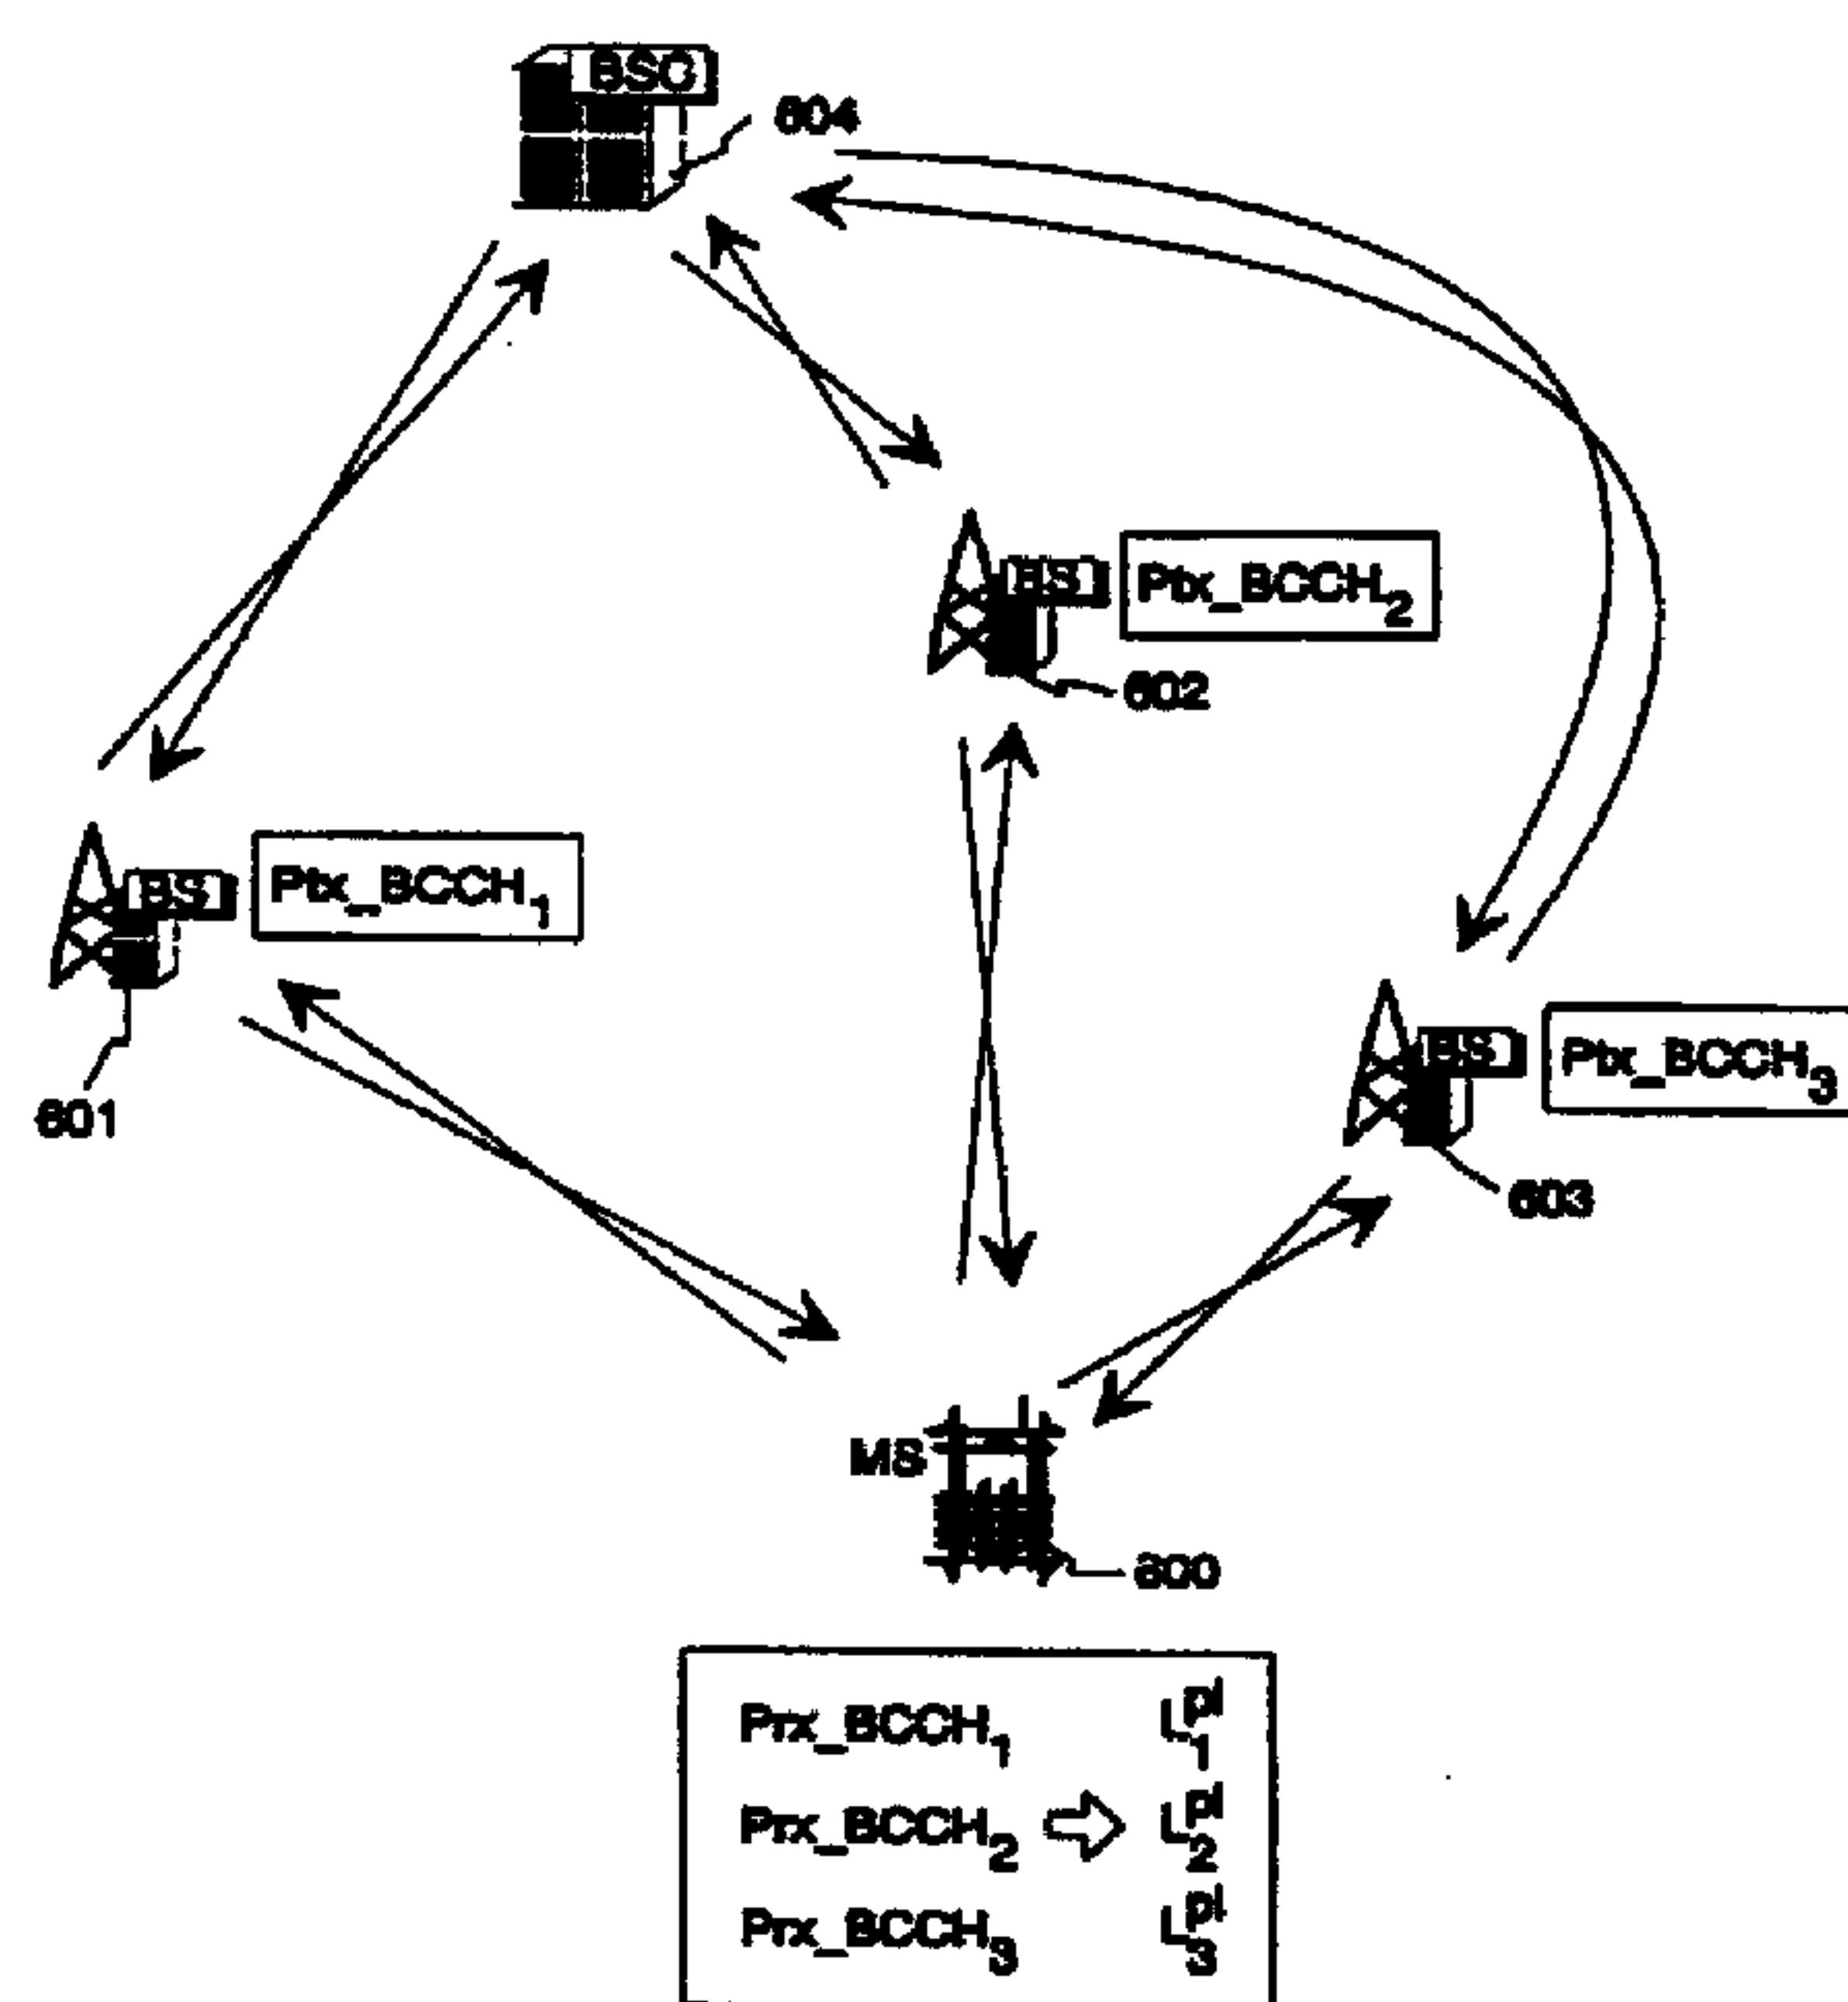 BSC
604
BS
Ptx_BCCH₂
602
BS
Ptx_BCCH₁
601
BS
Ptx_BCCH₃
603
MS
600
Prx_BCCH₁ L₁ᵖˡ
Prx_BCCH₂ ⇨ L₂ᵖˡ
Prx_BCCH₃ L₃ᵖˡ